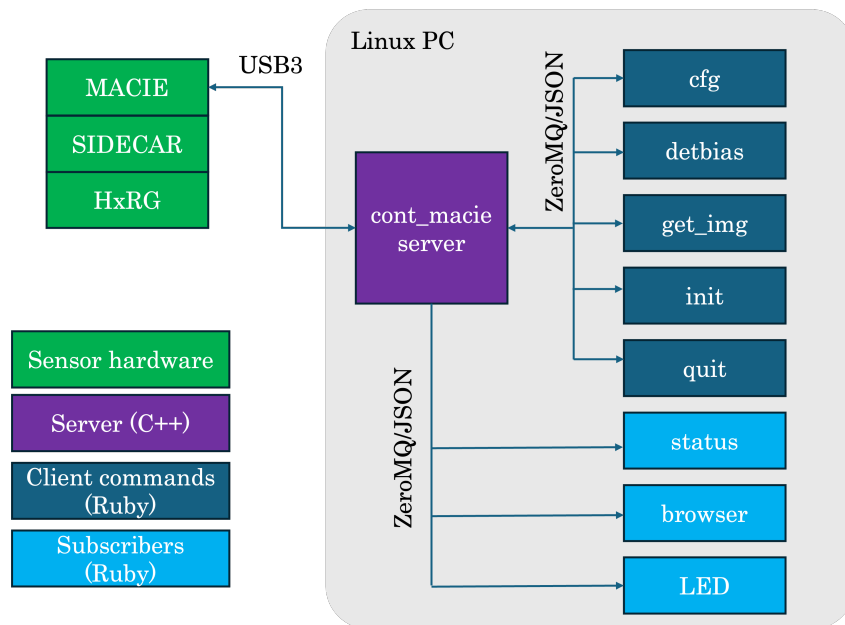 Linux PC
USB3
MACIE
SIDECAR
HxRG
cont_macie
server
ZeroMQ/JSON
cfg
detbias
get_img
init
quit
ZeroMQ/JSON
status
browser
LED
Sensor hardware
Server (C++)
Client commands
(Ruby)
Subscribers
(Ruby)